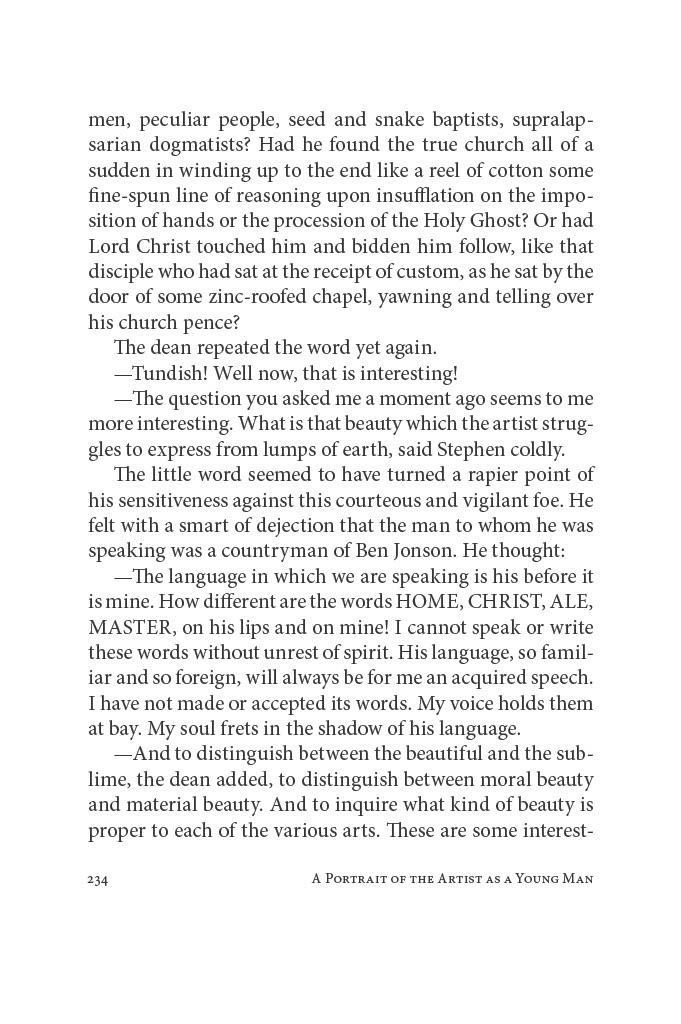 men, peculiar people, seed and snake baptists, supralap-
sarian dogmatists? Had he found the true church all of a
sudden in winding up to the end like a reel of cotton some
fine-spun line of reasoning upon insufflation on the impo-
sition of hands or the procession of the Holy Ghost? Or had
Lord Christ touched him and bidden him follow, like that
disciple who had sat at the receipt of custom, as he sat by the
door of some zinc-roofed chapel, yawning and telling over
his church pence?
The dean repeated the word yet again.
—Tundish! Well now, that is interesting!
—The question you asked me a moment ago seems to me
more interesting. What is that beauty which the artist strug-
gles to express from lumps of earth, said Stephen coldly.
The little word seemed to have turned a rapier point of
his sensitiveness against this courteous and vigilant foe. He
felt with a smart of dejection that the man to whom he was
speaking was a countryman of Ben Jonson. He thought:
—The language in which we are speaking is his before it
is mine. How different are the words HOME, CHRIST, ALE,
MASTER, on his lips and on mine! I cannot speak or write
these words without unrest of spirit. His language, so famil-
iar and so foreign, will always be for me an acquired speech.
I have not made or accepted its words. My voice holds them
at bay. My soul frets in the shadow of his language.
—And to distinguish between the beautiful and the sub-
lime, the dean added, to distinguish between moral beauty
and material beauty. And to inquire what kind of beauty is
proper to each of the various arts. These are some interest-
234 A Portrait of the Artist as a Young Man